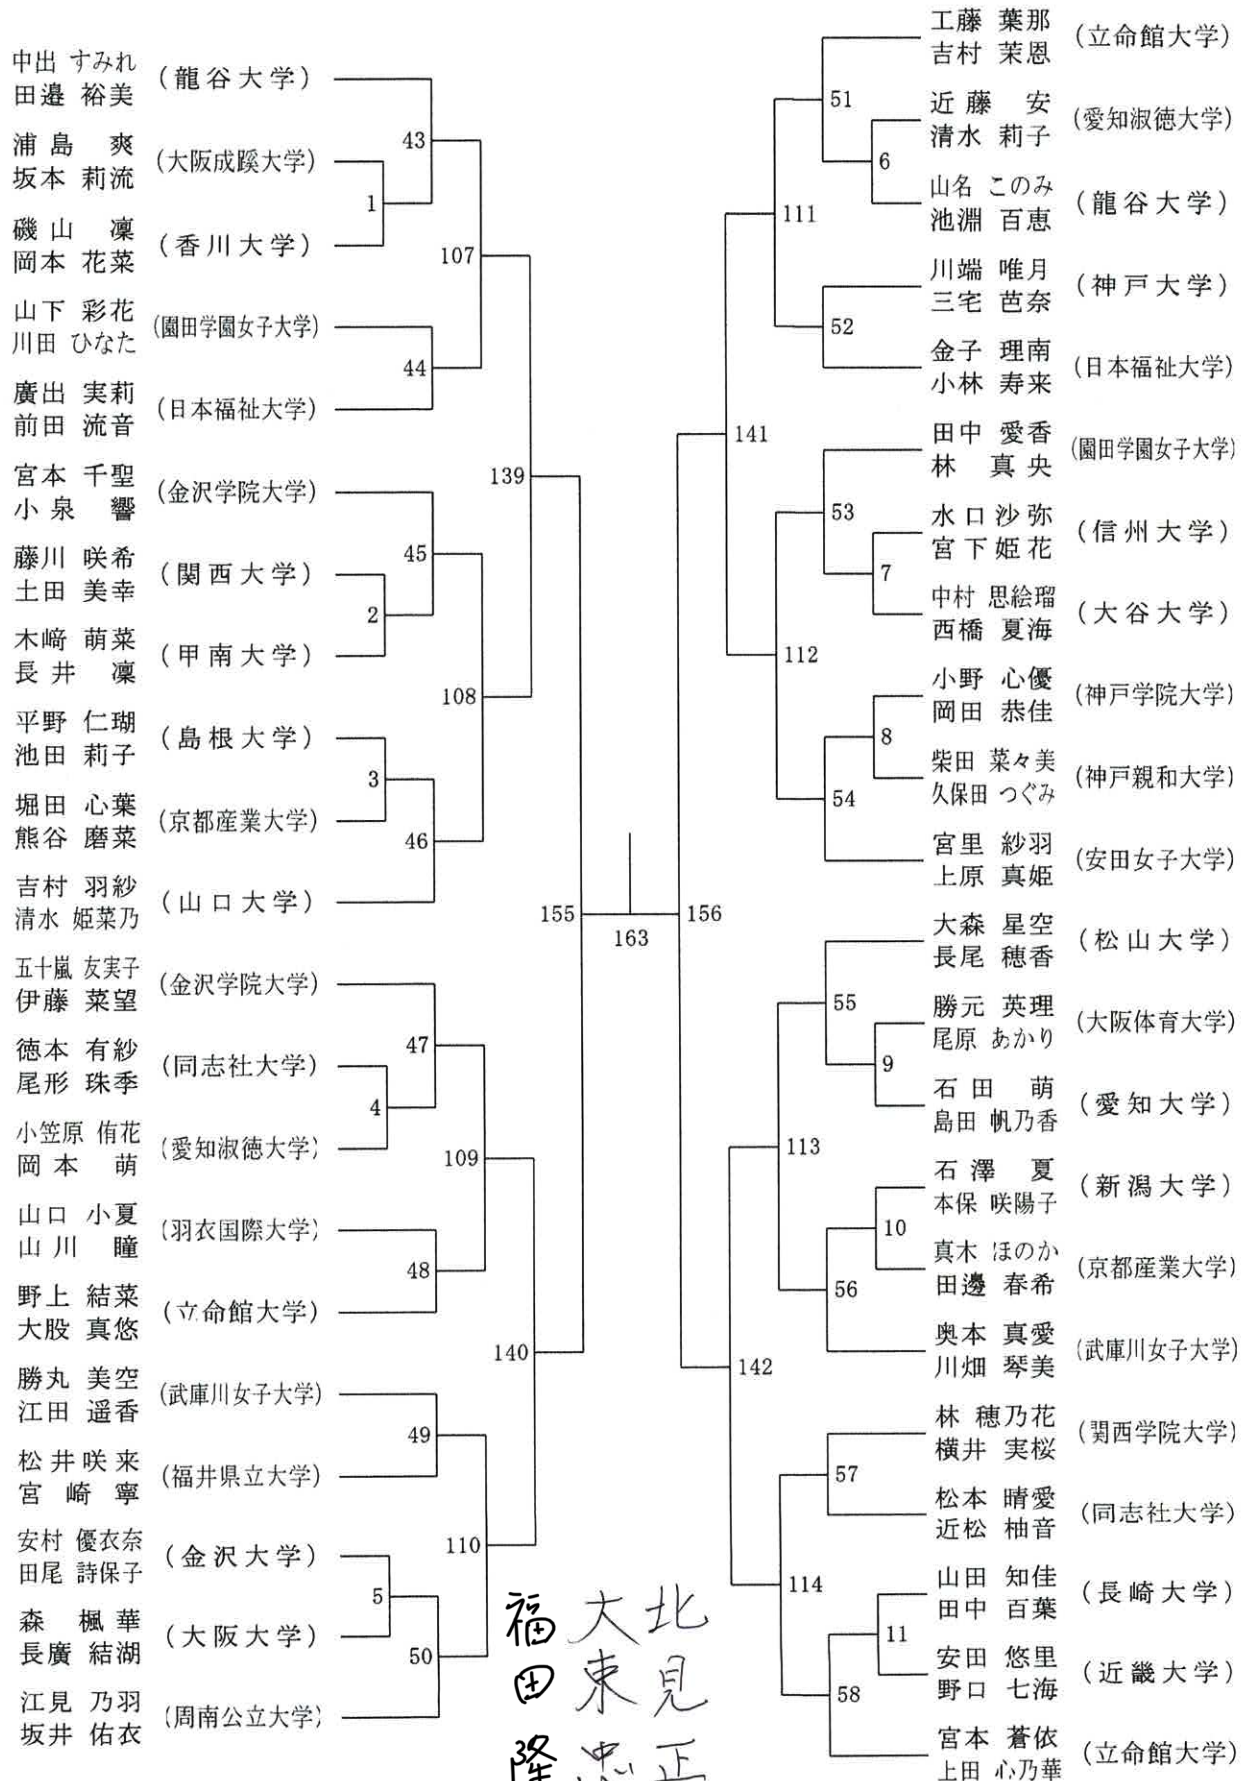 中出 すみれ
田邉 裕美
(龍谷大学)
浦島 爽
坂本 莉流
(大阪成蹊大学)
磯山 凜
岡本 花菜
(香川大学)
山下 彩花
川田 ひなた
(園田学園女子大学)
廣出 実莉
前田 流音
(日本福祉大学)
宮本 千聖
小泉 響
(金沢学院大学)
藤川 咲希
土田 美幸
(関西大学)
木﨑 萌菜
長井 凜
(甲南大学)
平野 仁瑚
池田 莉子
(島根大学)
堀田 心葉
熊谷 磨菜
(京都産業大学)
吉村 羽紗
清水 姫菜乃
(山口大学)
五十嵐 友実子
伊藤 菜望
(金沢学院大学)
徳本 有紗
尾形 珠季
(同志社大学)
小笠原 侑花
岡本 萌
(愛知淑徳大学)
山口 小夏
山川 瞳
(羽衣国際大学)
野上 結菜
大股 真悠
(立命館大学)
勝丸 美空
江田 遥香
(武庫川女子大学)
松井咲来
宮崎寧
(福井県立大学)
安村 優衣奈
田尾 詩保子
(金沢大学)
森 楓華
長廣 結湖
(大阪大学)
江見 乃羽
坂井 佑衣
(周南公立大学)
1
2
3
4
5
43
44
45
46
47
48
49
50
107
108
109
110
139
140
155
163
156
141
142
111
112
113
114
51
52
53
54
55
56
57
58
6
7
8
9
10
11
工藤 葉那
吉村 茉恩
(立命館大学)
近藤 安
清水 莉子
(愛知淑徳大学)
山名 このみ
池淵 百恵
(龍谷大学)
川端 唯月
三宅 芭奈
(神戸大学)
金子 理南
小林 寿来
(日本福祉大学)
田中 愛香
林 真央
(園田学園女子大学)
水口沙弥
宮下姫花
(信州大学)
中村 思絵瑠
西橋 夏海
(大谷大学)
小野 心優
岡田 恭佳
(神戸学院大学)
柴田 菜々美
久保田 つぐみ
(神戸親和大学)
宮里 紗羽
上原 真姫
(安田女子大学)
大森 星空
長尾 穂香
(松山大学)
勝元 英理
尾原 あかり
(大阪体育大学)
石田 萌
島田 帆乃香
(愛知大学)
石澤 夏
本保 咲陽子
(新潟大学)
真木 ほのか
田邊 春希
(京都産業大学)
奥本 真愛
川畑 琴美
(武庫川女子大学)
林 穂乃花
横井 実桜
(関西学院大学)
松本 晴愛
近松 柚音
(同志社大学)
山田 知佳
田中 百葉
(長崎大学)
安田 悠里
野口 七海
(近畿大学)
宮本 蒼依
上田 心乃華
(立命館大学)
北見正
大東忠
福田隆